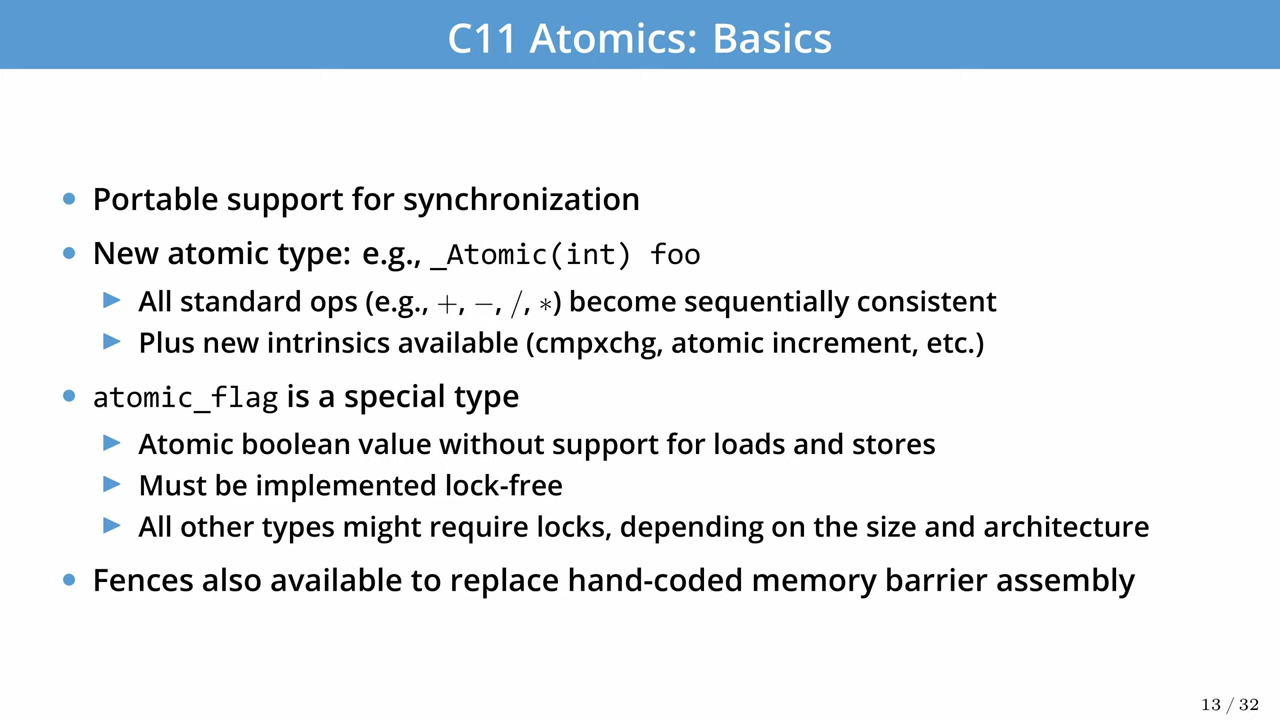 C11 Atomics: Basics
• Portable support for synchronization
• New atomic type: e.g., _Atomic(int) foo
▶ All standard ops (e.g., +, −, /, ∗) become sequentially consistent
▶ Plus new intrinsics available (cmpxchg, atomic increment, etc.)
• atomic_flag is a special type
▶ Atomic boolean value without support for loads and stores
▶ Must be implemented lock-free
▶ All other types might require locks, depending on the size and architecture
• Fences also available to replace hand-coded memory barrier assembly
13 / 32